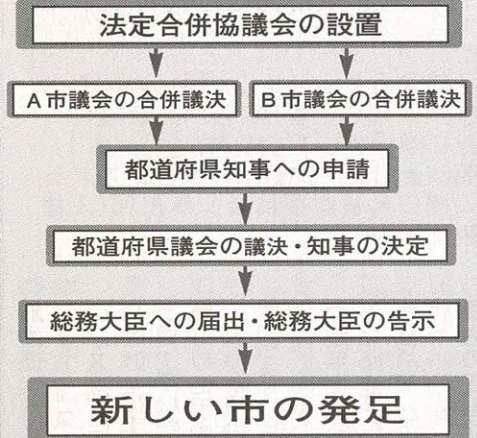 法定合併協議会の設置
A市議会の合併議決
B市議会の合併議決
都道府県知事への申請
都道府県議会の議決・知事の決定
総務大臣への届出・総務大臣の告示
新しい市の発足